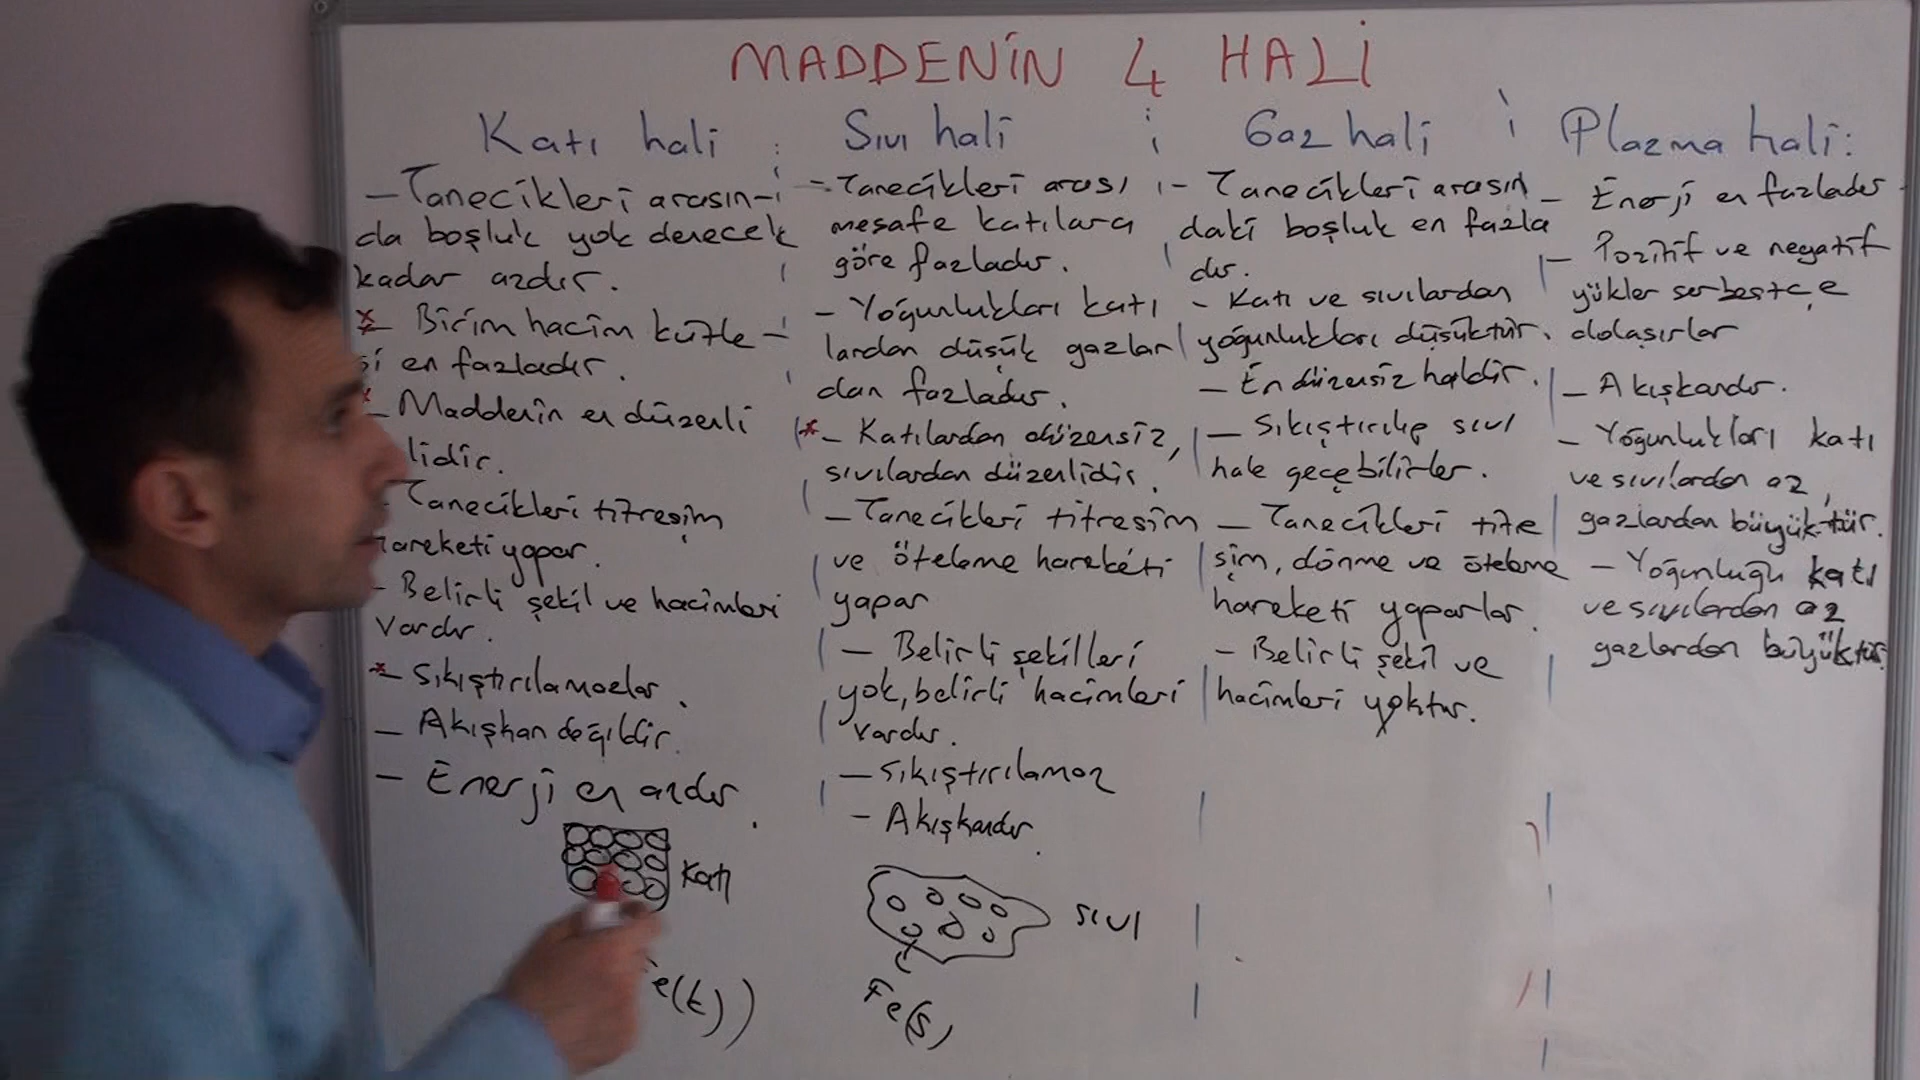 MADDENİN 4 HALİ
Katı hali :
- Tanecikleri arasın-
da boşluk yok denecek
kadar azdır.
* - Birim hacim kütle-
si en fazladır.
* - Maddenin en düzenli
lidir.
- Tanecikleri titreşim
hareketi yapar.
- Belirli şekil ve hacimleri
vardır.
* - Sıkıştırılamazlar.
- Akışkan değildir.
- Enerji en azdır.
Katı
Fe(k))
Sıvı hali
- Tanecikleri arası
mesafe katılara
göre fazladır.
- Yoğunlukları katı
lardan düşük gazlar
dan fazladır.
* - Katılardan düzensiz,
sıvılardan düzenlidir.
- Tanecikleri titreşim
ve öteleme hareketi
yapar
- Belirli şekilleri
yok, belirli hacimleri
vardır.
- Sıkıştırılamaz
- Akışkandır.
sıvı
Fe(s)
Gaz hali
- Tanecikleri arasın
daki boşluk en fazla
dır.
- Katı ve sıvılardan
yoğunlukları düşüktür.
- En düzensiz haldir.
- Sıkıştırılıp sıvı
hale geçebilirler.
- Tanecikleri titre
şim, dönme ve öteleme
hareketi yaparlar.
- Belirli şekil ve
hacimleri yoktur.
Plazma hali:
- Enerji en fazladır
- Pozitif ve negatif
yükler serbestçe
dolaşırlar
- Akışkandır.
- Yoğunlukları katı
ve sıvılardan az,
gazlardan büyüktür.
- Yoğunluğu katı
ve sıvılardan az
gazlardan büyüktür.